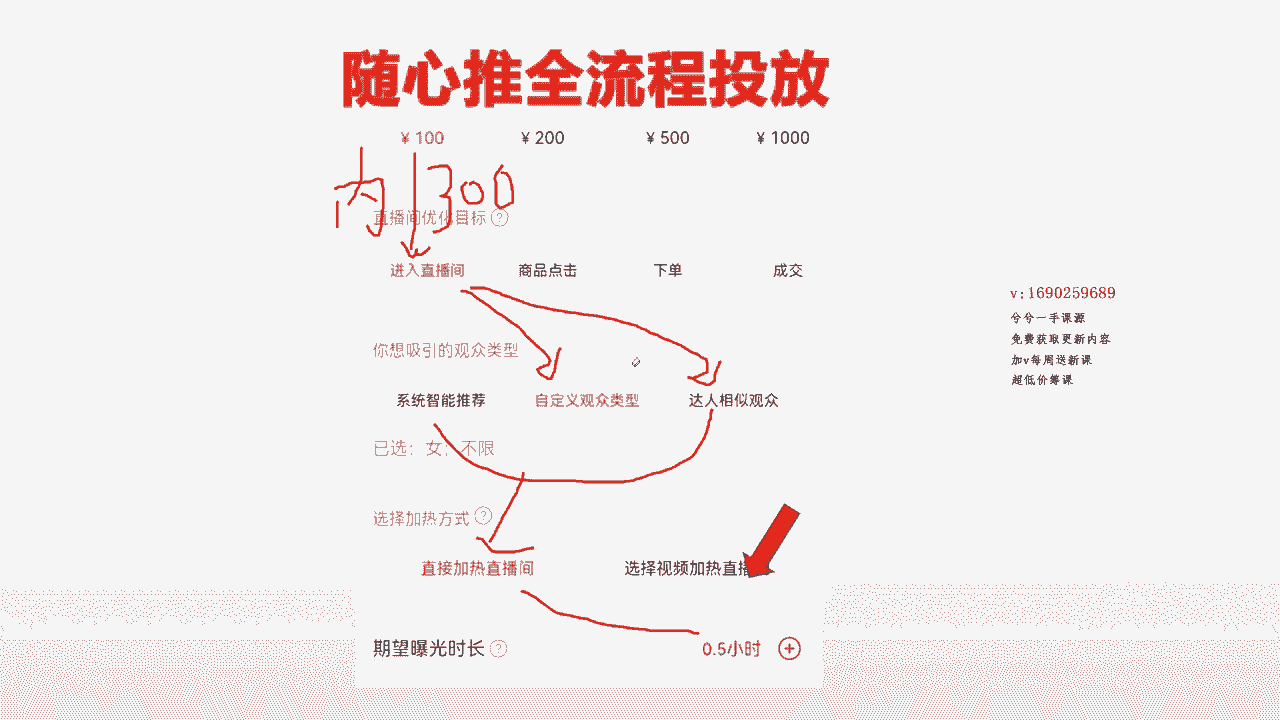 随心推全流程投放
¥ 100 ¥ 200 ¥ 500 ¥ 1000
内 300
直播间优化目标 ?
进入直播间 商品点击 下单 成交
v:1690259689
兮兮一手课源
免费获取更新内容
加v每周送新课
超低价筹课
你想吸引的观众类型
系统智能推荐 自定义观众类型 达人相似观众
已选：女；不限
选择加热方式 ?
直接加热直播间 选择视频加热直播
期望曝光时长 ? 0.5小时 +